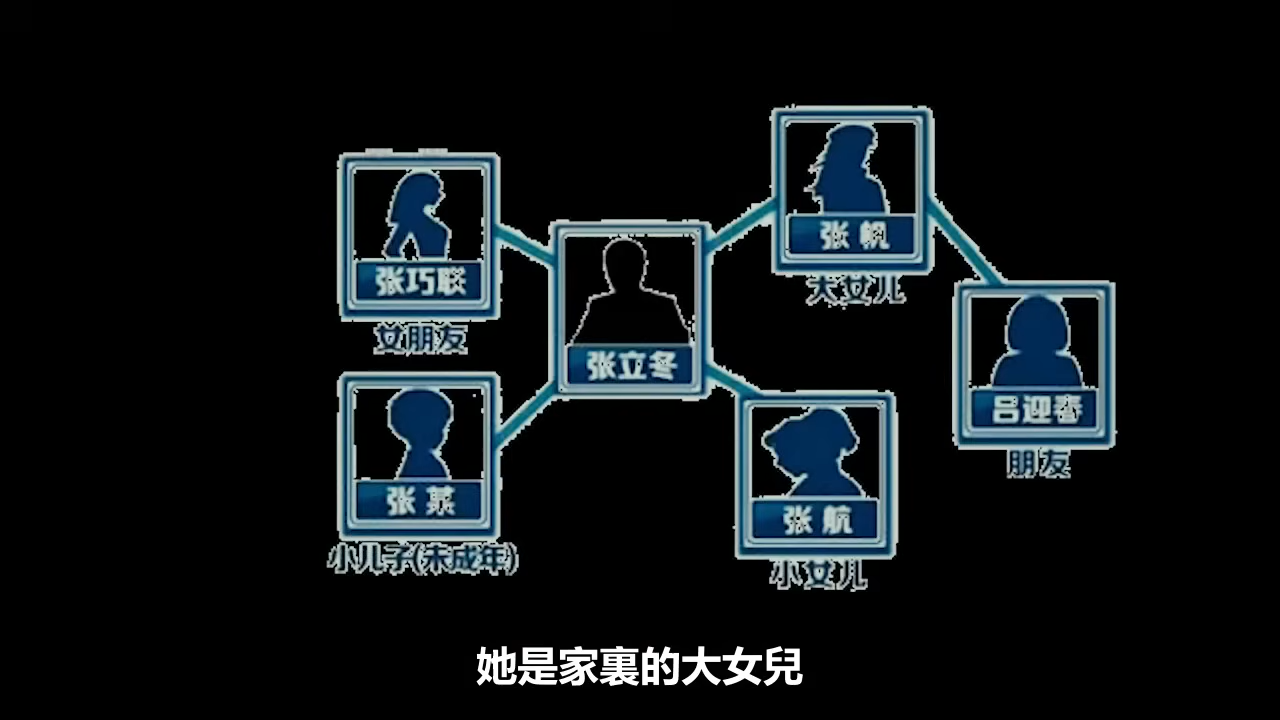 张帆
大女儿
张巧联
女朋友
张立冬
吕迎春
朋友
张某
小儿子(未成年)
张航
小女儿
她是家裏的大女兒